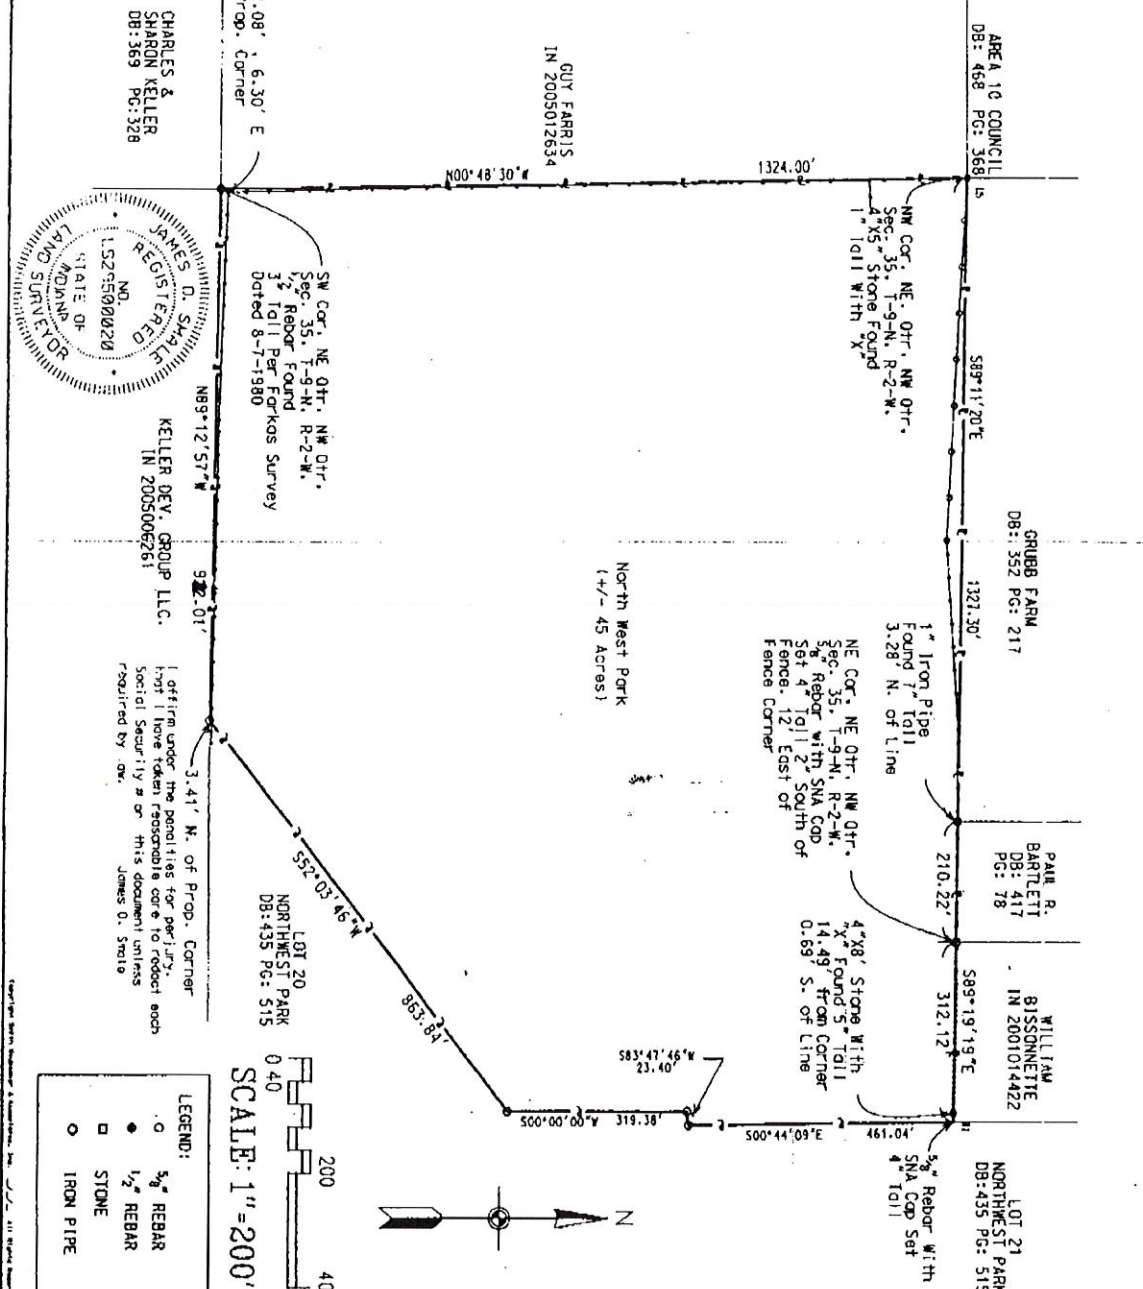 AREA 10 COUNCIL
DB: 468 PG: 368
GRUBB FARM
DB: 352 PG: 217
PAUL R.
BARTLETT
DB: 417
PG: 78
WILLIAM
BISSONNETTE
IN 2001014422
LOT 21
NORTHWEST PARK
DB:435 PG: 515
S89°11'20"E
1327.30'
210.22'
S89°19'19"E
312.12'
NW Cor. NE. Qtr. NW Qtr.
Sec. 35. T-9-N. R-2-W.
4"X5" Stone Found
1" Tall With "X"
1" Iron Pipe
Found 7" Tall
3.28' N. of Line
NE Cor. NE Qtr. NW Qtr.
Sec. 35. T-9-N. R-2-W.
5/8" Rebar with SNA Cap
Set 4" Tall 2" South of
Fence. 12' East of
Fence Corner
4"X8' Stone With
"X" Found 5" Tall
14.49' from Corner
0.69' S. of Line
5/8" Rebar With
SNA Cap Set
4" Tall
1324.00'
N00°48'30"W
GUY FARRIS
IN 2005012634
North West Park
(+/- 45 Acres)
461.04'
S00°44'09"E
S83°47'46"W
23.40'
319.38'
S00°00'00"W
N
.08' , 6.30' E
Prop. Corner
SW Cor. NE Qtr. NW Qtr.
Sec. 35. T-9-N. R-2-W.
1/2" Rebar Found
3" Tall Per Farkas Survey
Dated 8-7-1980
863.84'
S52°03'46"W
LOT 20
NORTHWEST PARK
DB:435 PG: 515
CHARLES &
SHARON KELLER
DB:369 PG:328
JAMES D. SMALE
REGISTERED
NO.
LS29500020
STATE OF
INDIANA
LAND SURVEYOR
N89°12'57"W
922.01'
KELLER DEV. GROUP LLC.
IN 2005006261
3.41' N. of Prop. Corner
I affirm under the penalties for perjury.
that I have taken reasonable care to redact each
Social Security # on this document unless
required by law. James D. Smale
0 40 200 40
SCALE: 1"=200'
LEGEND:
5/8" REBAR
1/2" REBAR
STONE
IRON PIPE